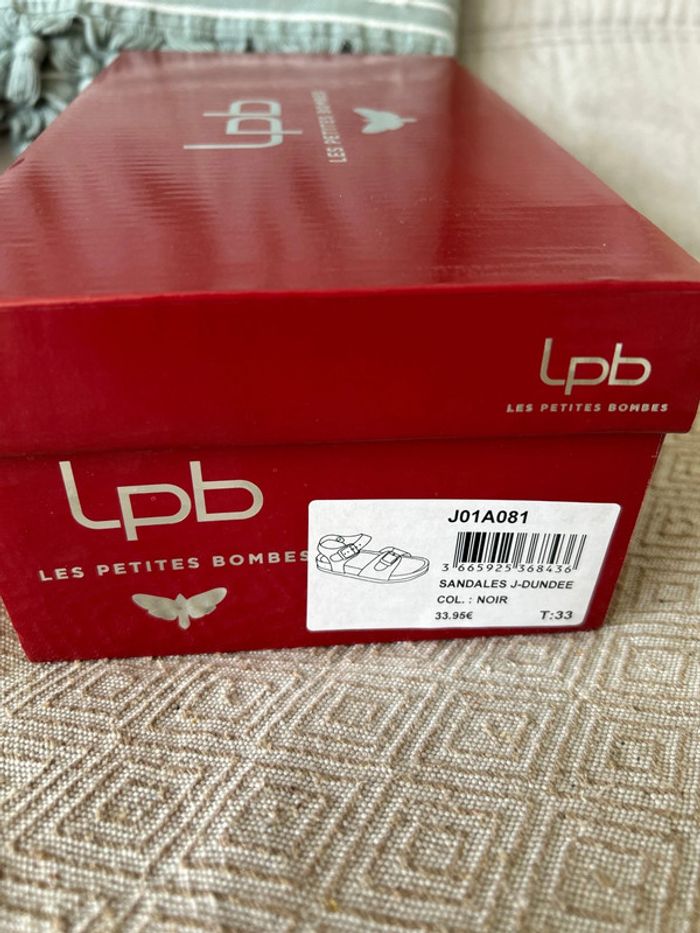 Lpb
LES PETITES BOMBES
Lpb
LES PETITES BOMBES
Lpb
LES PETITES BOMBES
J01A081
3 665925 368436
SANDALES J-DUNDEE
COL. : NOIR
33.95€ T:33